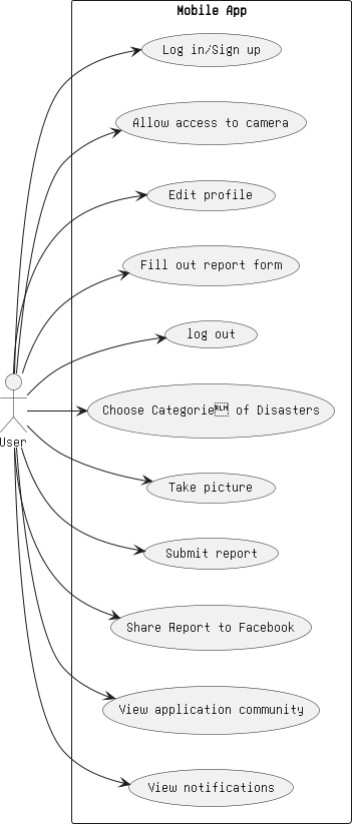 Mobile App
Log in/Sign up
Allow access to camera
Edit profile
Fill out report form
log out
Choose Categorie of Disasters
User
Take picture
Submit report
Share Report to Facebook
View application community
View notifications